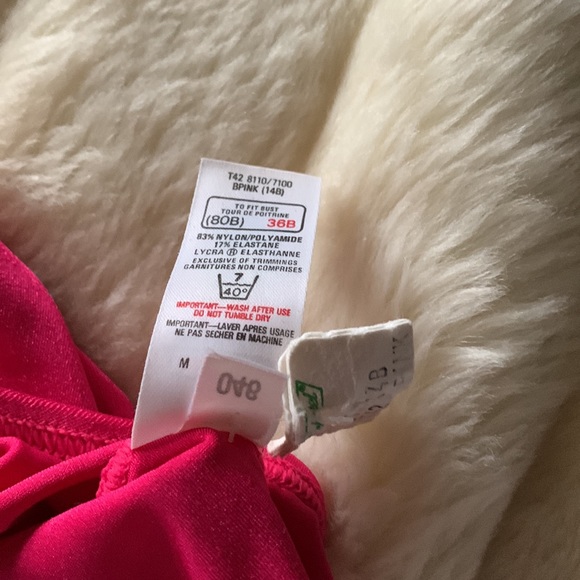 T42 8110/7100
BPINK (14B)
TO FIT BUST
TOUR DE POITRINE
(80B) 36B
83% NYLON/POLYAMIDE
17% ELASTANE
LYCRA Ⓡ ELASTHANNE
EXCLUSIVE OF TRIMMINGS
GARNITURES NON COMPRISES
7
40°
IMPORTANT—WASH AFTER USE
DO NOT TUMBLE DRY
IMPORTANT—LAVER APRES USAGE
NE PAS SECHER EN MACHINE
M
048